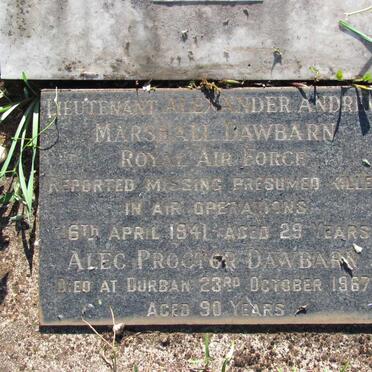 LIEUTENANT ALEXANDER ANDREW
MARSHALL DAWBARN
ROYAL AIR FORCE
REPORTED MISSING PRESUMED KILLED
IN AIR OPERATIONS
16TH APRIL 1941 AGED 29 YEARS
ALEC PROCTOR DAWBARN
DIED AT DURBAN 23RD OCTOBER 1967
AGED 90 YEARS